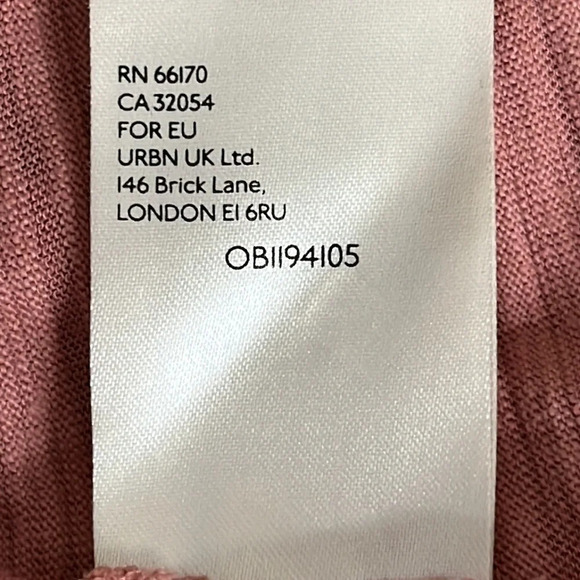 RN 66170
CA 32054
FOR EU
URBN UK Ltd.
146 Brick Lane,
LONDON E1 6RU
OB1194105